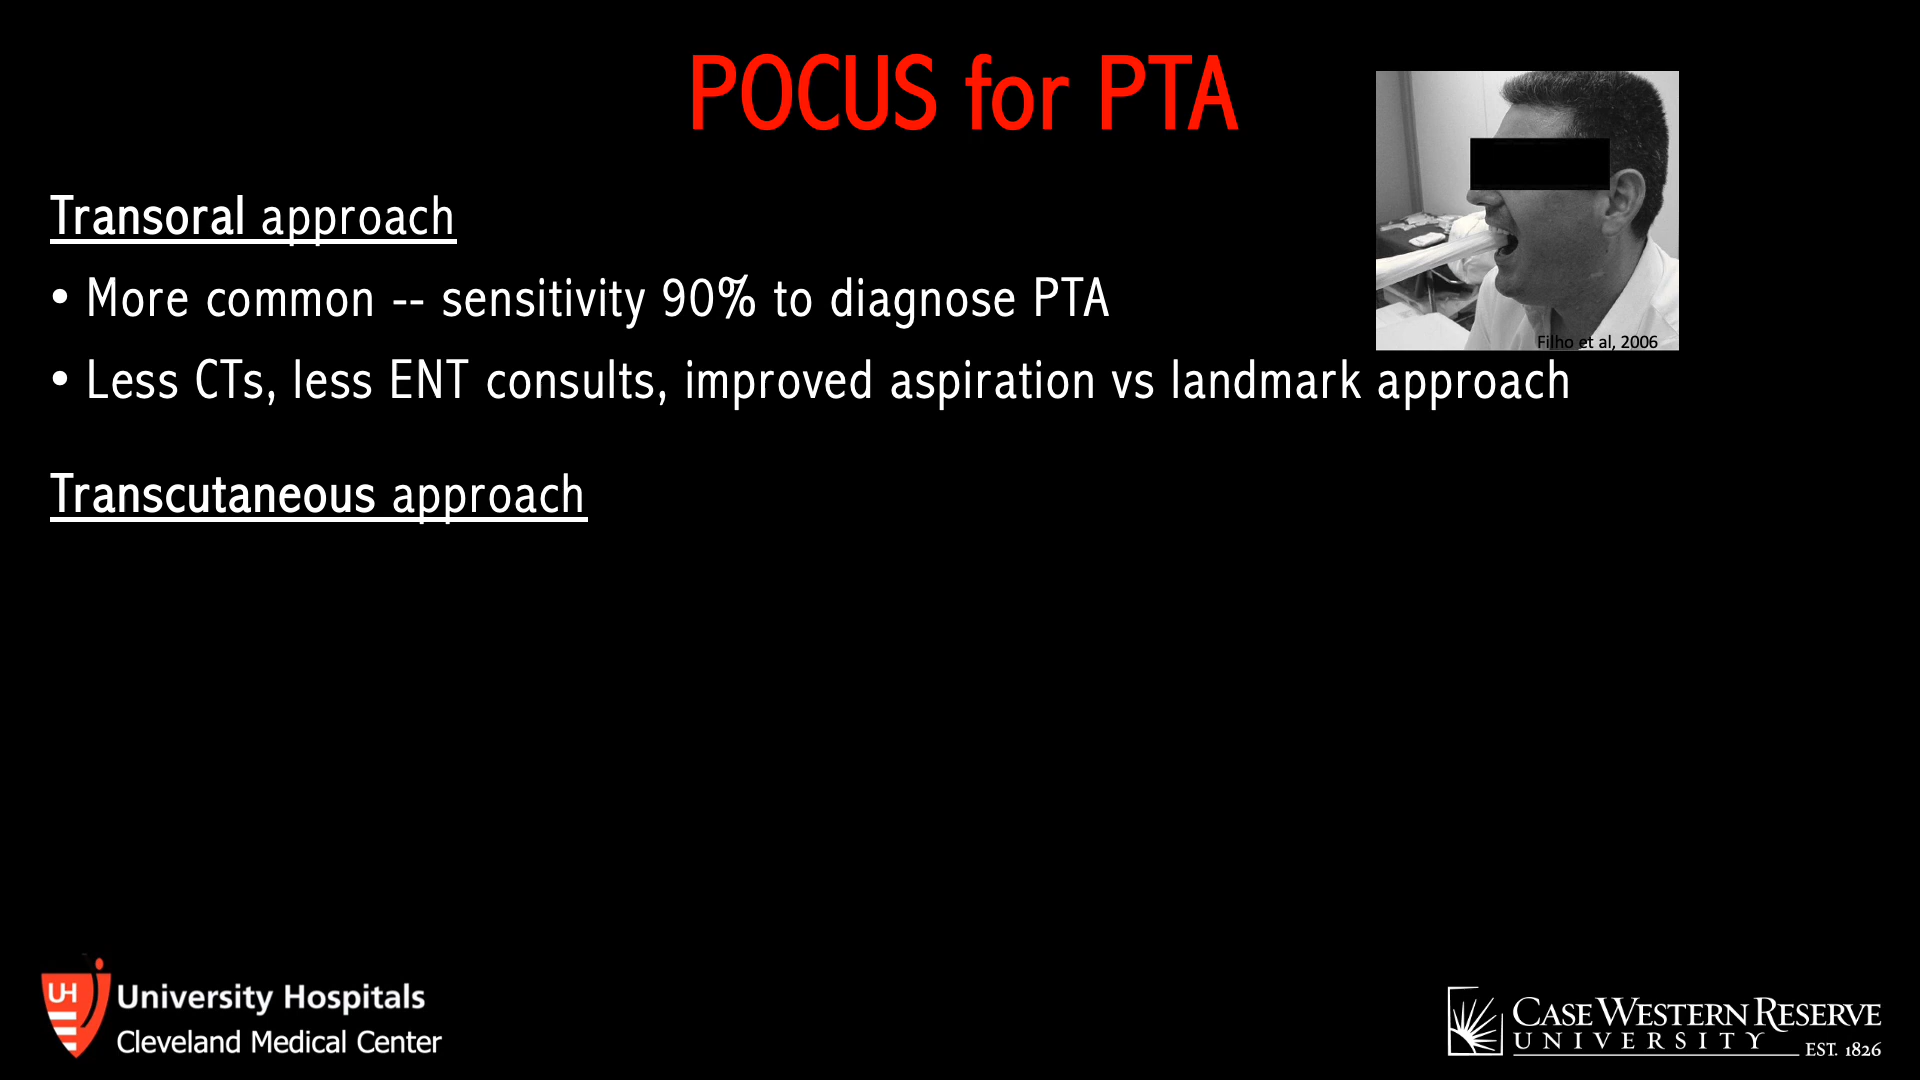 POCUS for PTA
Transoral approach
• More common -- sensitivity 90% to diagnose PTA
Filho et al, 2006
• Less CTs, less ENT consults, improved aspiration vs landmark approach
Transcutaneous approach
UH
University Hospitals
Cleveland Medical Center
CASE WESTERN RESERVE
UNIVERSITY
EST. 1826